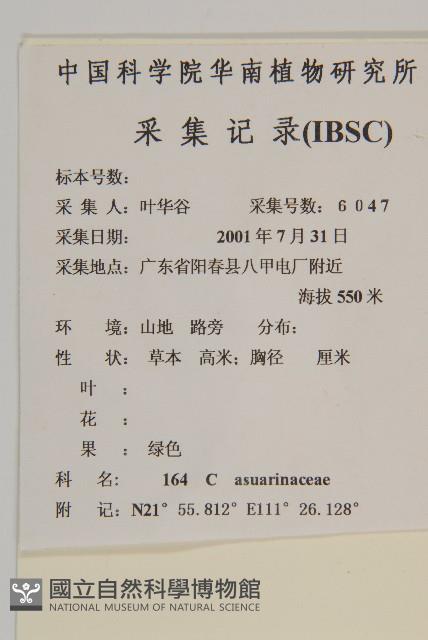 中国科学院华南植物研究所
采集记录(IBSC)
标本号数：
采集人：叶华谷 采集号数：6047
采集日期： 2001年7月31日
采集地点：广东省阳春县八甲电厂附近
海拔550米
环 境：山地 路旁 分布：
性 状： 草本 高米；胸径 厘米
叶 ：
花 ：
果 ： 绿色
科 名： 164 C asuarinaceae
附 记：N21°55.812°E111°26.128°
國立自然科學博物館
NATIONAL MUSEUM OF NATURAL SCIENCE